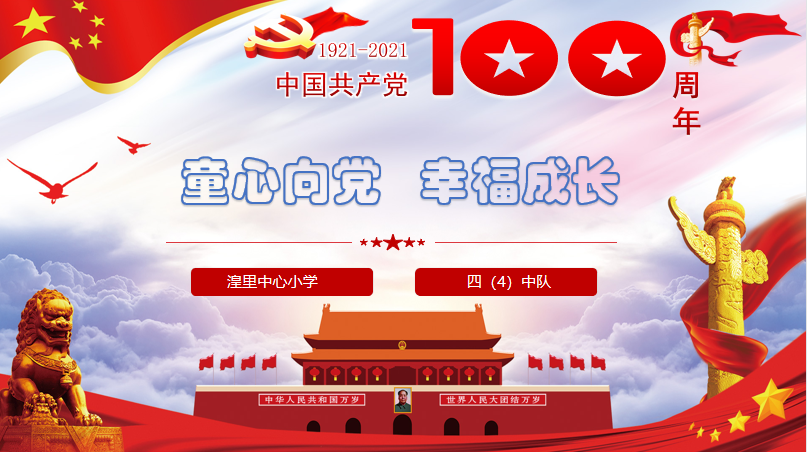 1921-2021
中国共产党
100
周年
童心向党 幸福成长
湟里中心小学
四（4）中队
中华人民共和国万岁
世界人民大团结万岁